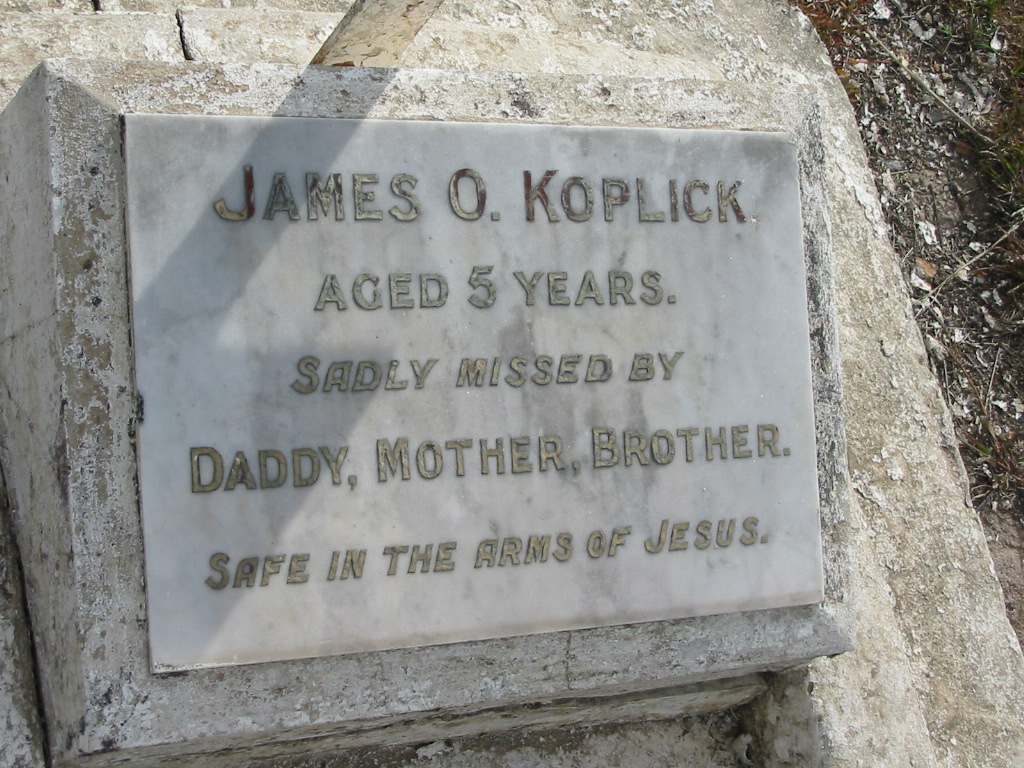 JAMES O. KOPLICK.
AGED 5 YEARS.
SADLY MISSED BY
DADDY, MOTHER, BROTHER.
SAFE IN THE ARMS OF JESUS.